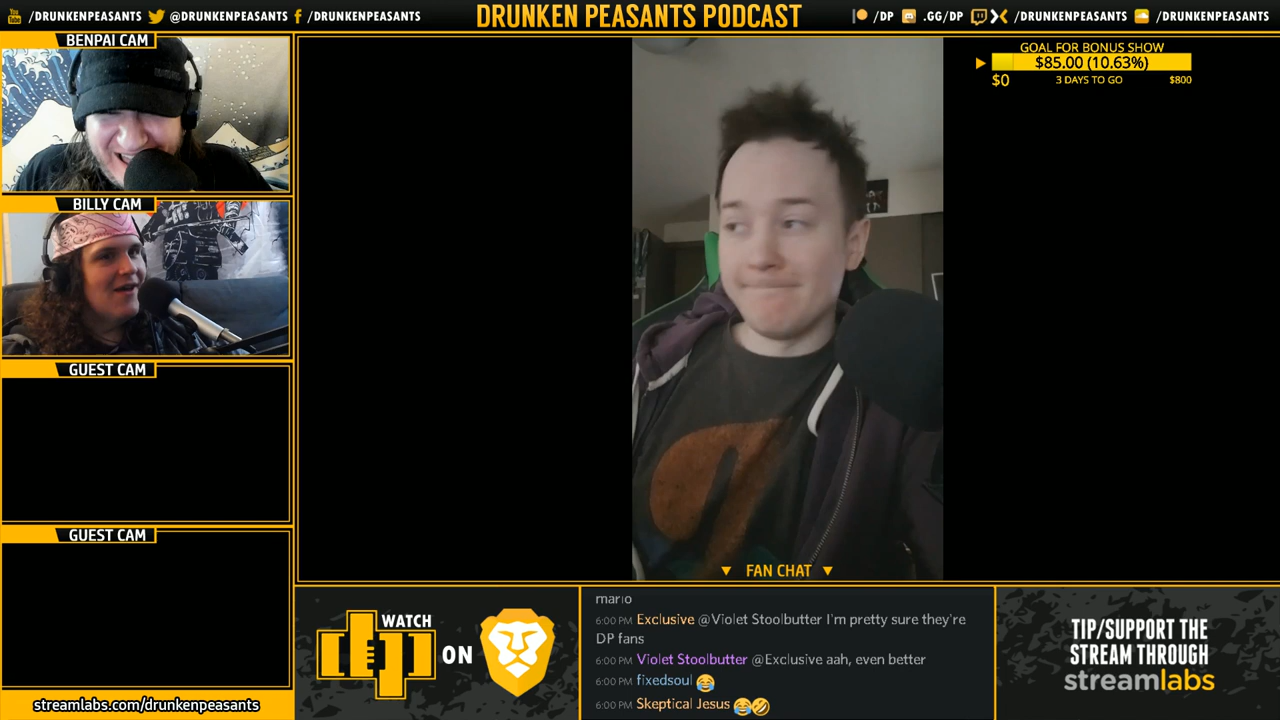 /DRUNKENPEASANTS @DRUNKENPEASANTS /DRUNKENPEASANTS
DRUNKEN PEASANTS PODCAST
/DP .GG/DP /DRUNKENPEASANTS /DRUNKENPEASANTS
BENPAI CAM
BILLY CAM
GUEST CAM
GUEST CAM
streamlabs.com/drunkenpeasants
GOAL FOR BONUS SHOW
$85.00 (10.63%)
$0 3 DAYS TO GO $800
▼ FAN CHAT ▼
WATCH
ON
mario
6:00 PM Exclusive @Violet Stoolbutter I'm pretty sure they're
DP fans
6:00 PM Violet Stoolbutter @Exclusive aah, even better
6:00 PM fixedsoul 😂
6:00 PM Skeptical Jesus 😂🤣
TIP/SUPPORT THE
STREAM THROUGH
streamlabs